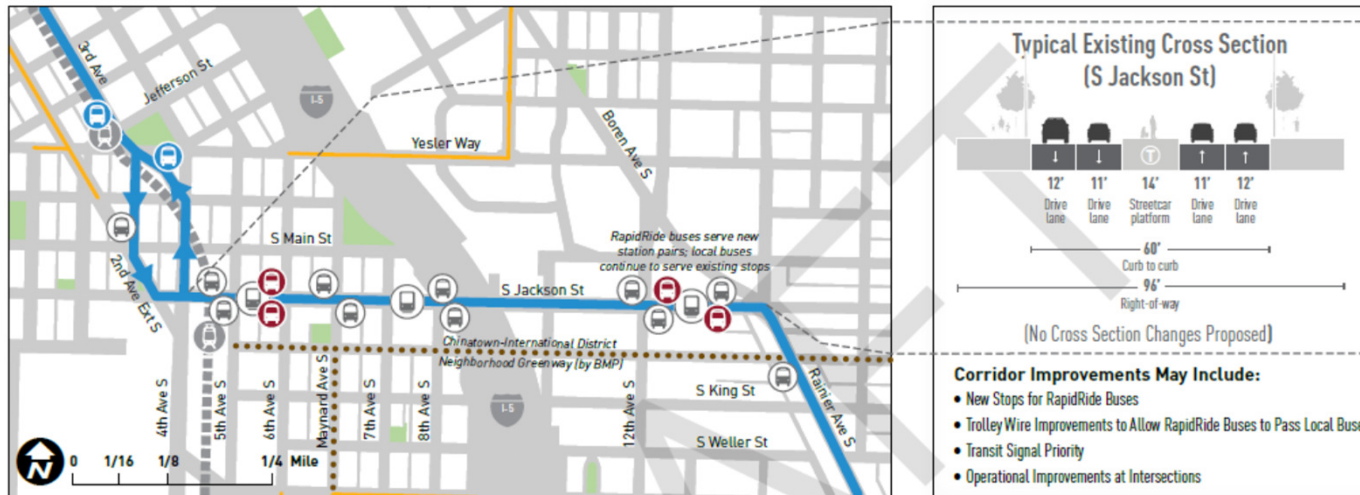 3rd Ave
Jefferson St
I-5
Yesler Way
Boren Ave S
S Main St
RapidRide buses serve new
station pairs; local buses
continue to serve existing stops
2nd Ave Ext S
S Jackson St
Chinatown-International District
Neighborhood Greenway (by BMP)
4th Ave S
5th Ave S
6th Ave S
Maynard Ave S
7th Ave S
8th Ave S
12th Ave S
Rainier Ave S
I-5
S King St
S Weller St
N
0 1/16 1/8 1/4 Mile
Typical Existing Cross Section
(S Jackson St)
T
12' 11' 14' 11' 12'
Drive lane
Drive lane
Streetcar platform
Drive lane
Drive lane
60'
Curb to curb
96'
Right-of-way
(No Cross Section Changes Proposed)
Corridor Improvements May Include:
• New Stops for RapidRide Buses
• Trolley Wire Improvements to Allow RapidRide Buses to Pass Local Buse
• Transit Signal Priority
• Operational Improvements at Intersections